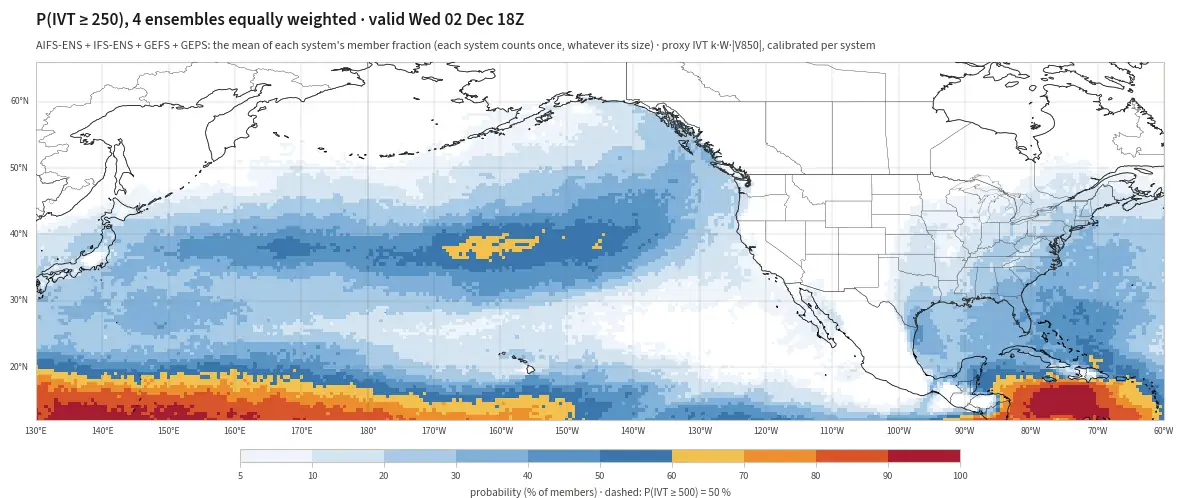 P(IVT ≥ 250), 4 ensembles equally weighted · valid Wed 02 Dec 18Z
AIFS-ENS + IFS-ENS + GEFS + GEPS: the mean of each system's member fraction (each system counts once, whatever its size) · proxy IVT k·W·|V850|, calibrated per system
60°N
50°N
40°N
30°N
20°N
130°E 140°E 150°E 160°E 170°E 180° 170°W 160°W 150°W 140°W 130°W 120°W 110°W 100°W 90°W 80°W 70°W 60°W
5 10 20 30 40 50 60 70 80 90 100
probability (% of members) · dashed: P(IVT ≥ 500) = 50 %